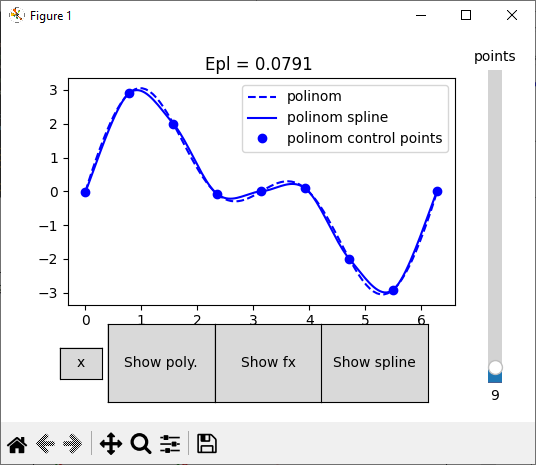 Figure 1
points
Epl = 0.0791
polinom
polinom spline
polinom control points
3
2
1
0
−1
−2
−3
0 1 2 3 4 5 6
x
Show poly.
Show fx
Show spline
9